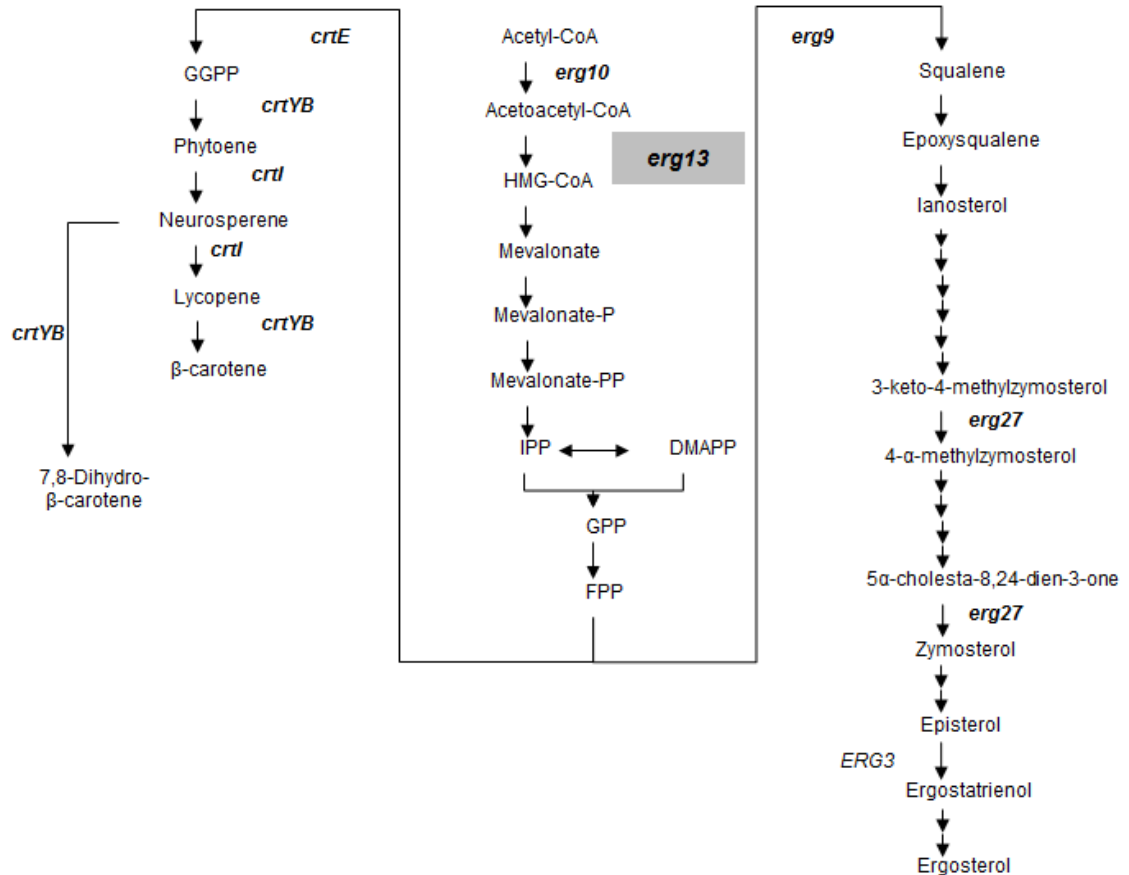 crtE
GGPP
crtYB
Phytoene
crtI
Neurosperene
crtI
Lycopene
crtYB
crtYB
β-carotene
7,8-Dihydro-
β-carotene
Acetyl-CoA
erg10
Acetoacetyl-CoA
erg13
HMG-CoA
Mevalonate
Mevalonate-P
Mevalonate-PP
IPP
DMAPP
GPP
FPP
erg9
Squalene
Epoxysqualene
lanosterol
3-keto-4-methylzymosterol
erg27
4-α-methylzymosterol
5α-cholesta-8,24-dien-3-one
erg27
Zymosterol
Episterol
ERG3
Ergostatrienol
Ergosterol